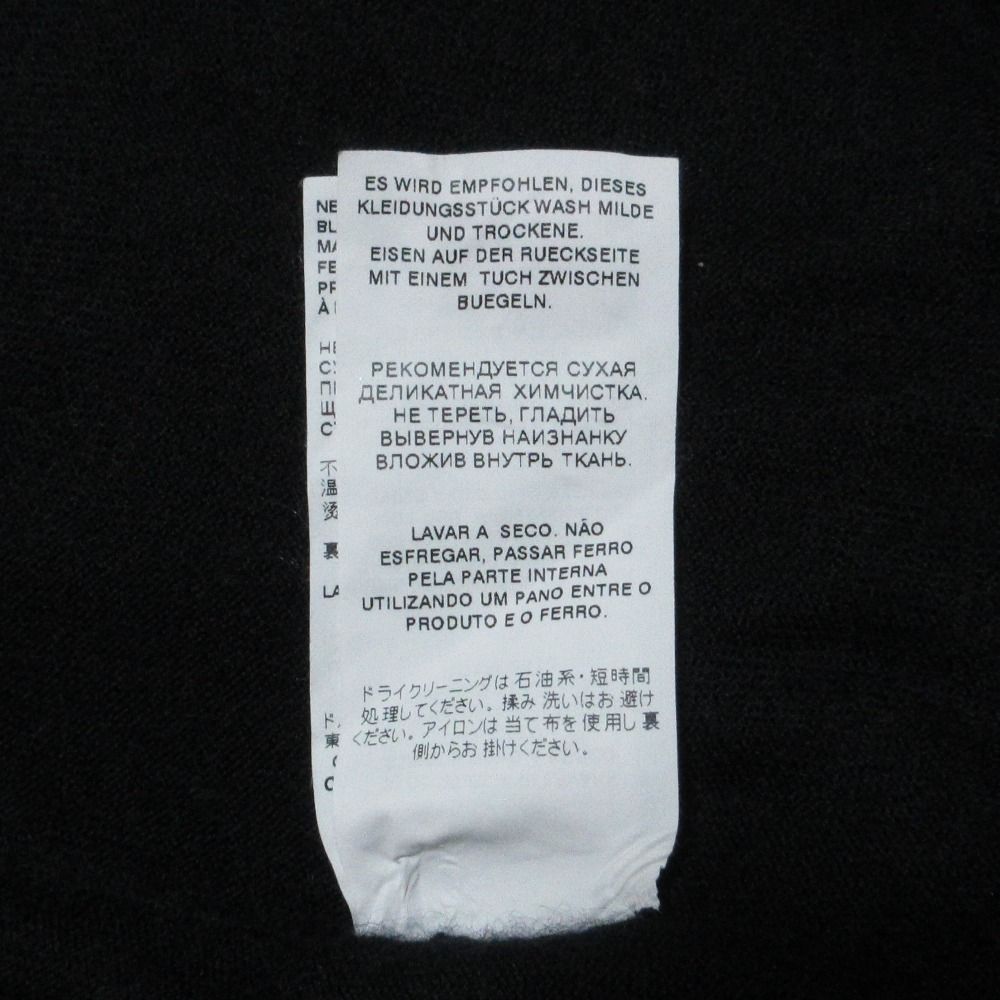 ES WIRD EMPFOHLEN, DIESES
KLEIDUNGSSTÜCK WASH MILDE
UND TROCKENE.
EISEN AUF DER RUECKSEITE
MIT EINEM TUCH ZWISCHEN
BUEGELN.
РЕКОМЕНДУЕТСЯ СУХАЯ
ДЕЛИКАТНАЯ ХИМЧИСТКА.
НЕ ТЕРЕТЬ, ГЛАДИТЬ
ВЫВЕРНУВ НАИЗНАНКУ
ВЛОЖИВ ВНУТРЬ ТКАНЬ.
LAVAR A SECO. NÃO
ESFREGAR, PASSAR FERRO
PELA PARTE INTERNA
UTILIZANDO UM PANO ENTRE O
PRODUTO E O FERRO.
ドライクリーニングは石油系・短時間
処理してください。揉み洗いはお避け
ください。アイロンは当て布を使用し裏
側からお掛けください。